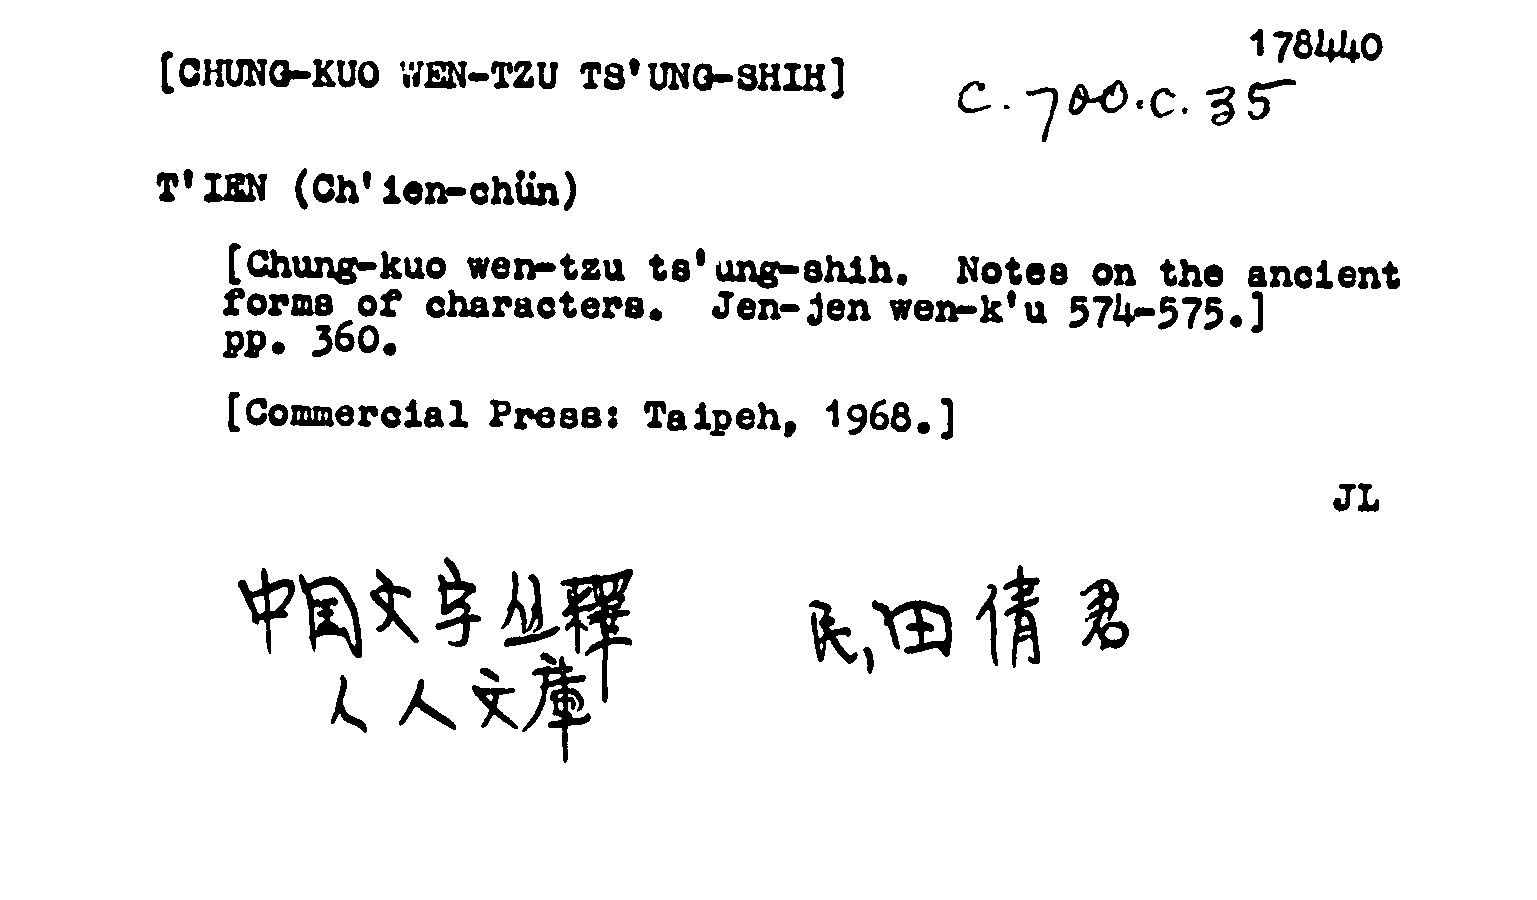 178440
[CHUNG-KUO WEN-TZU TS'UNG-SHIH]
C.700.C.35
T'IEN (Ch'ien-chün)
[Chung-kuo wen-tzu ts'ung-shih. Notes on the ancient
forms of characters. Jen-jen wen-k'u 574-575.]
pp. 360.
[Commercial Press: Taipeh, 1968.]
JL
中国文字丛釋 民,田倩君
人人文庫